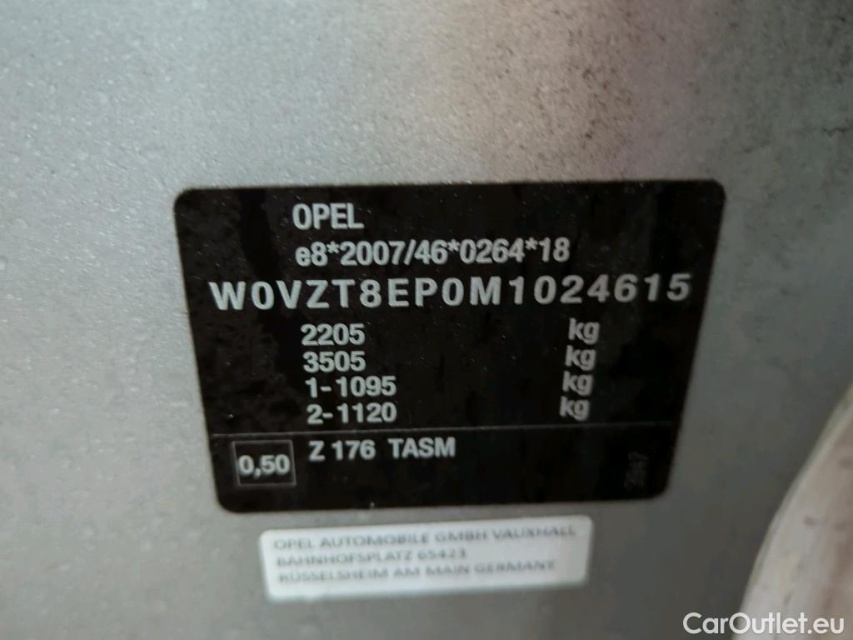 OPEL
e8*2007/46*0264*18
W0VZT8EP0M1024615
2205 kg
3505 kg
1-1095 kg
2-1120 kg
0,50 Z 176 TASM
OPEL AUTOMOBILE GMBH VAUXHALL
BAHNHOFSPLATZ 65423
RÜSSELSHEIM AM MAIN GERMANY
CarOutlet.eu